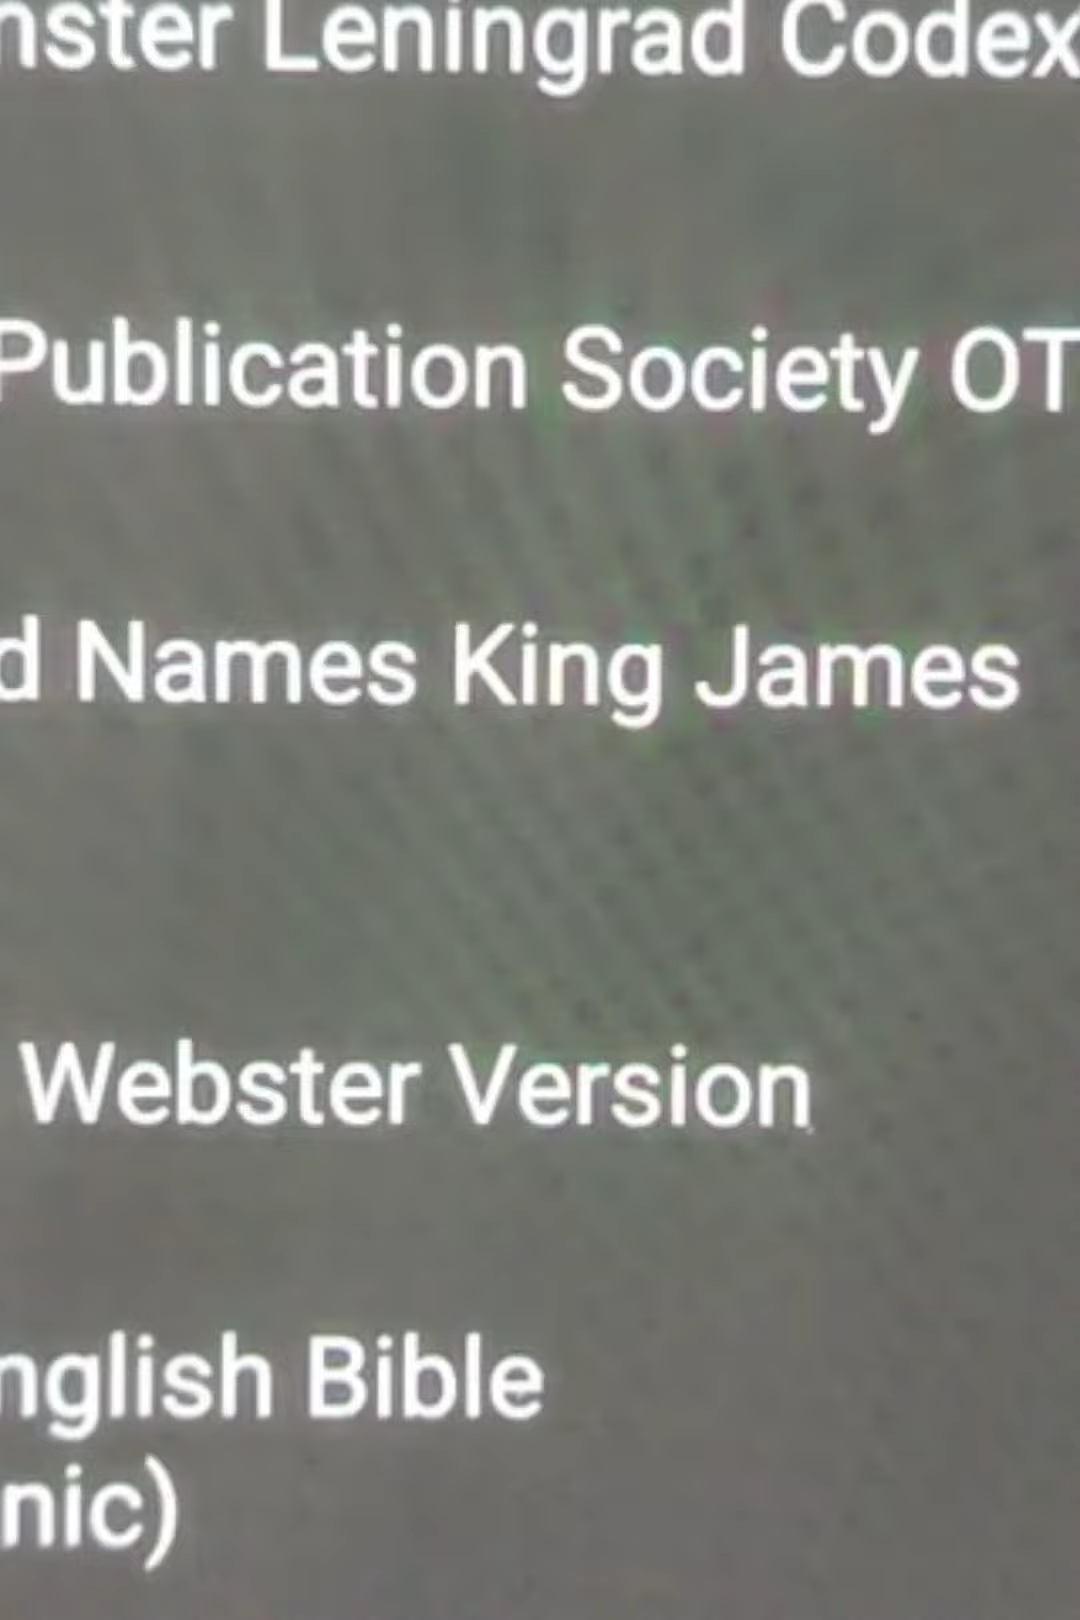 nster Leningrad Codex
Publication Society OT
d Names King James
Webster Version
nglish Bible
nic)